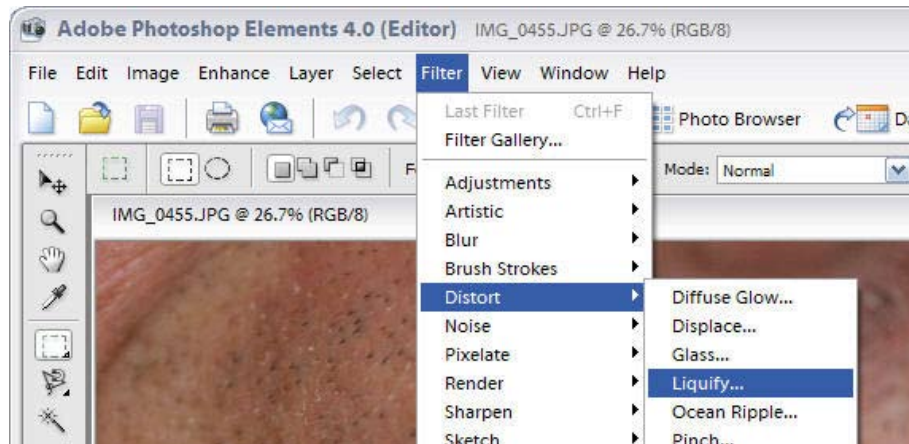 Adobe Photoshop Elements 4.0 (Editor) IMG_0455.JPG @ 26.7% (RGB/8)
File Edit Image Enhance Layer Select Filter View Window Help
Last Filter Ctrl+F
Filter Gallery...
Photo Browser
Mode: Normal
IMG_0455.JPG @ 26.7% (RGB/8)
Adjustments
Artistic
Blur
Brush Strokes
Distort
Noise
Pixelate
Render
Sharpen
Sketch
Diffuse Glow...
Displace...
Glass...
Liquify...
Ocean Ripple...
Pinch...